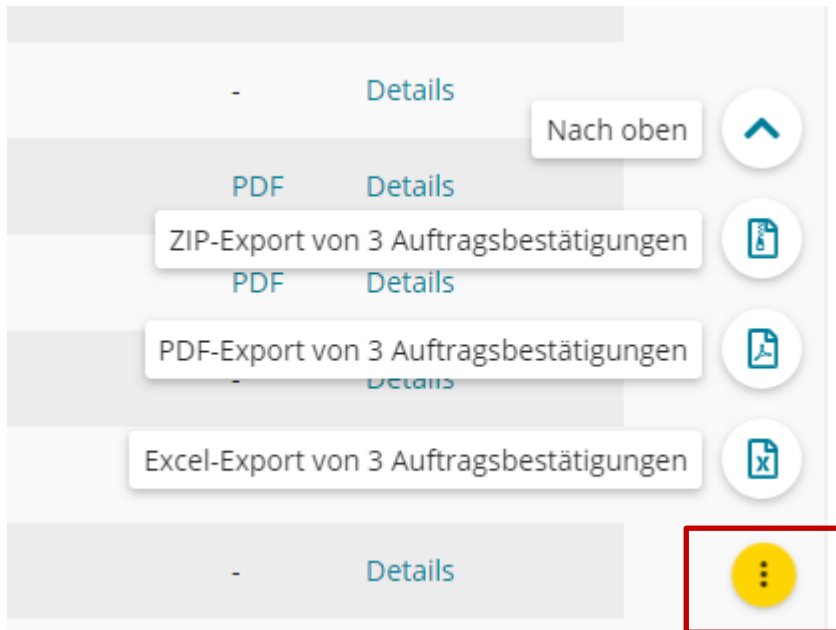 - Details
Nach oben
PDF Details
ZIP-Export von 3 Auftragsbestätigungen
PDF Details
PDF-Export von 3 Auftragsbestätigungen
- Details
Excel-Export von 3 Auftragsbestätigungen
- Details